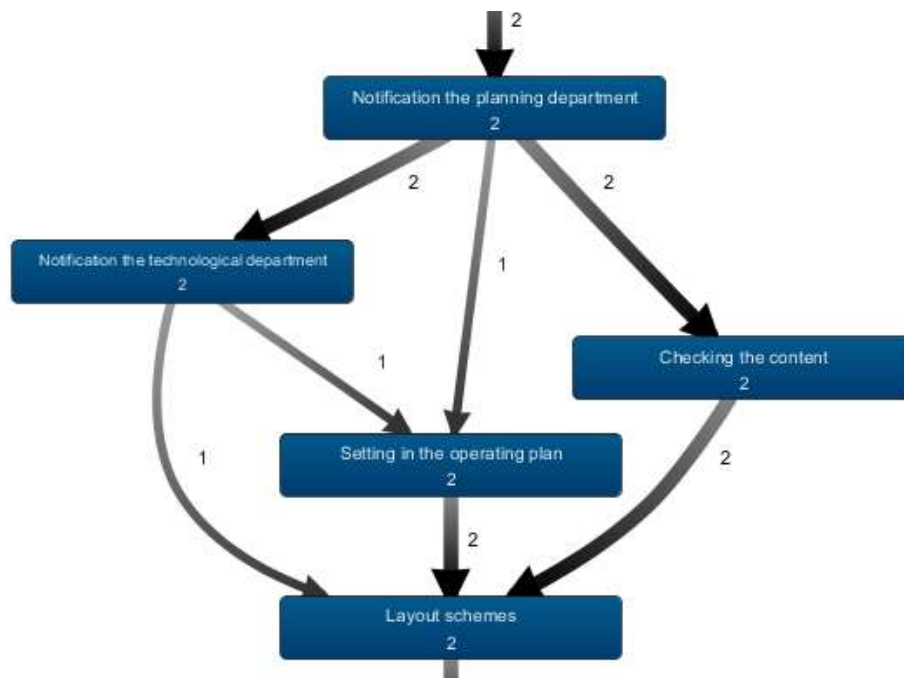 2
Notification the planning department
2
2
2
Notification the technological department
2
1
Checking the content
2
1
Setting in the operating plan
2
1
2
2
Layout schemes
2